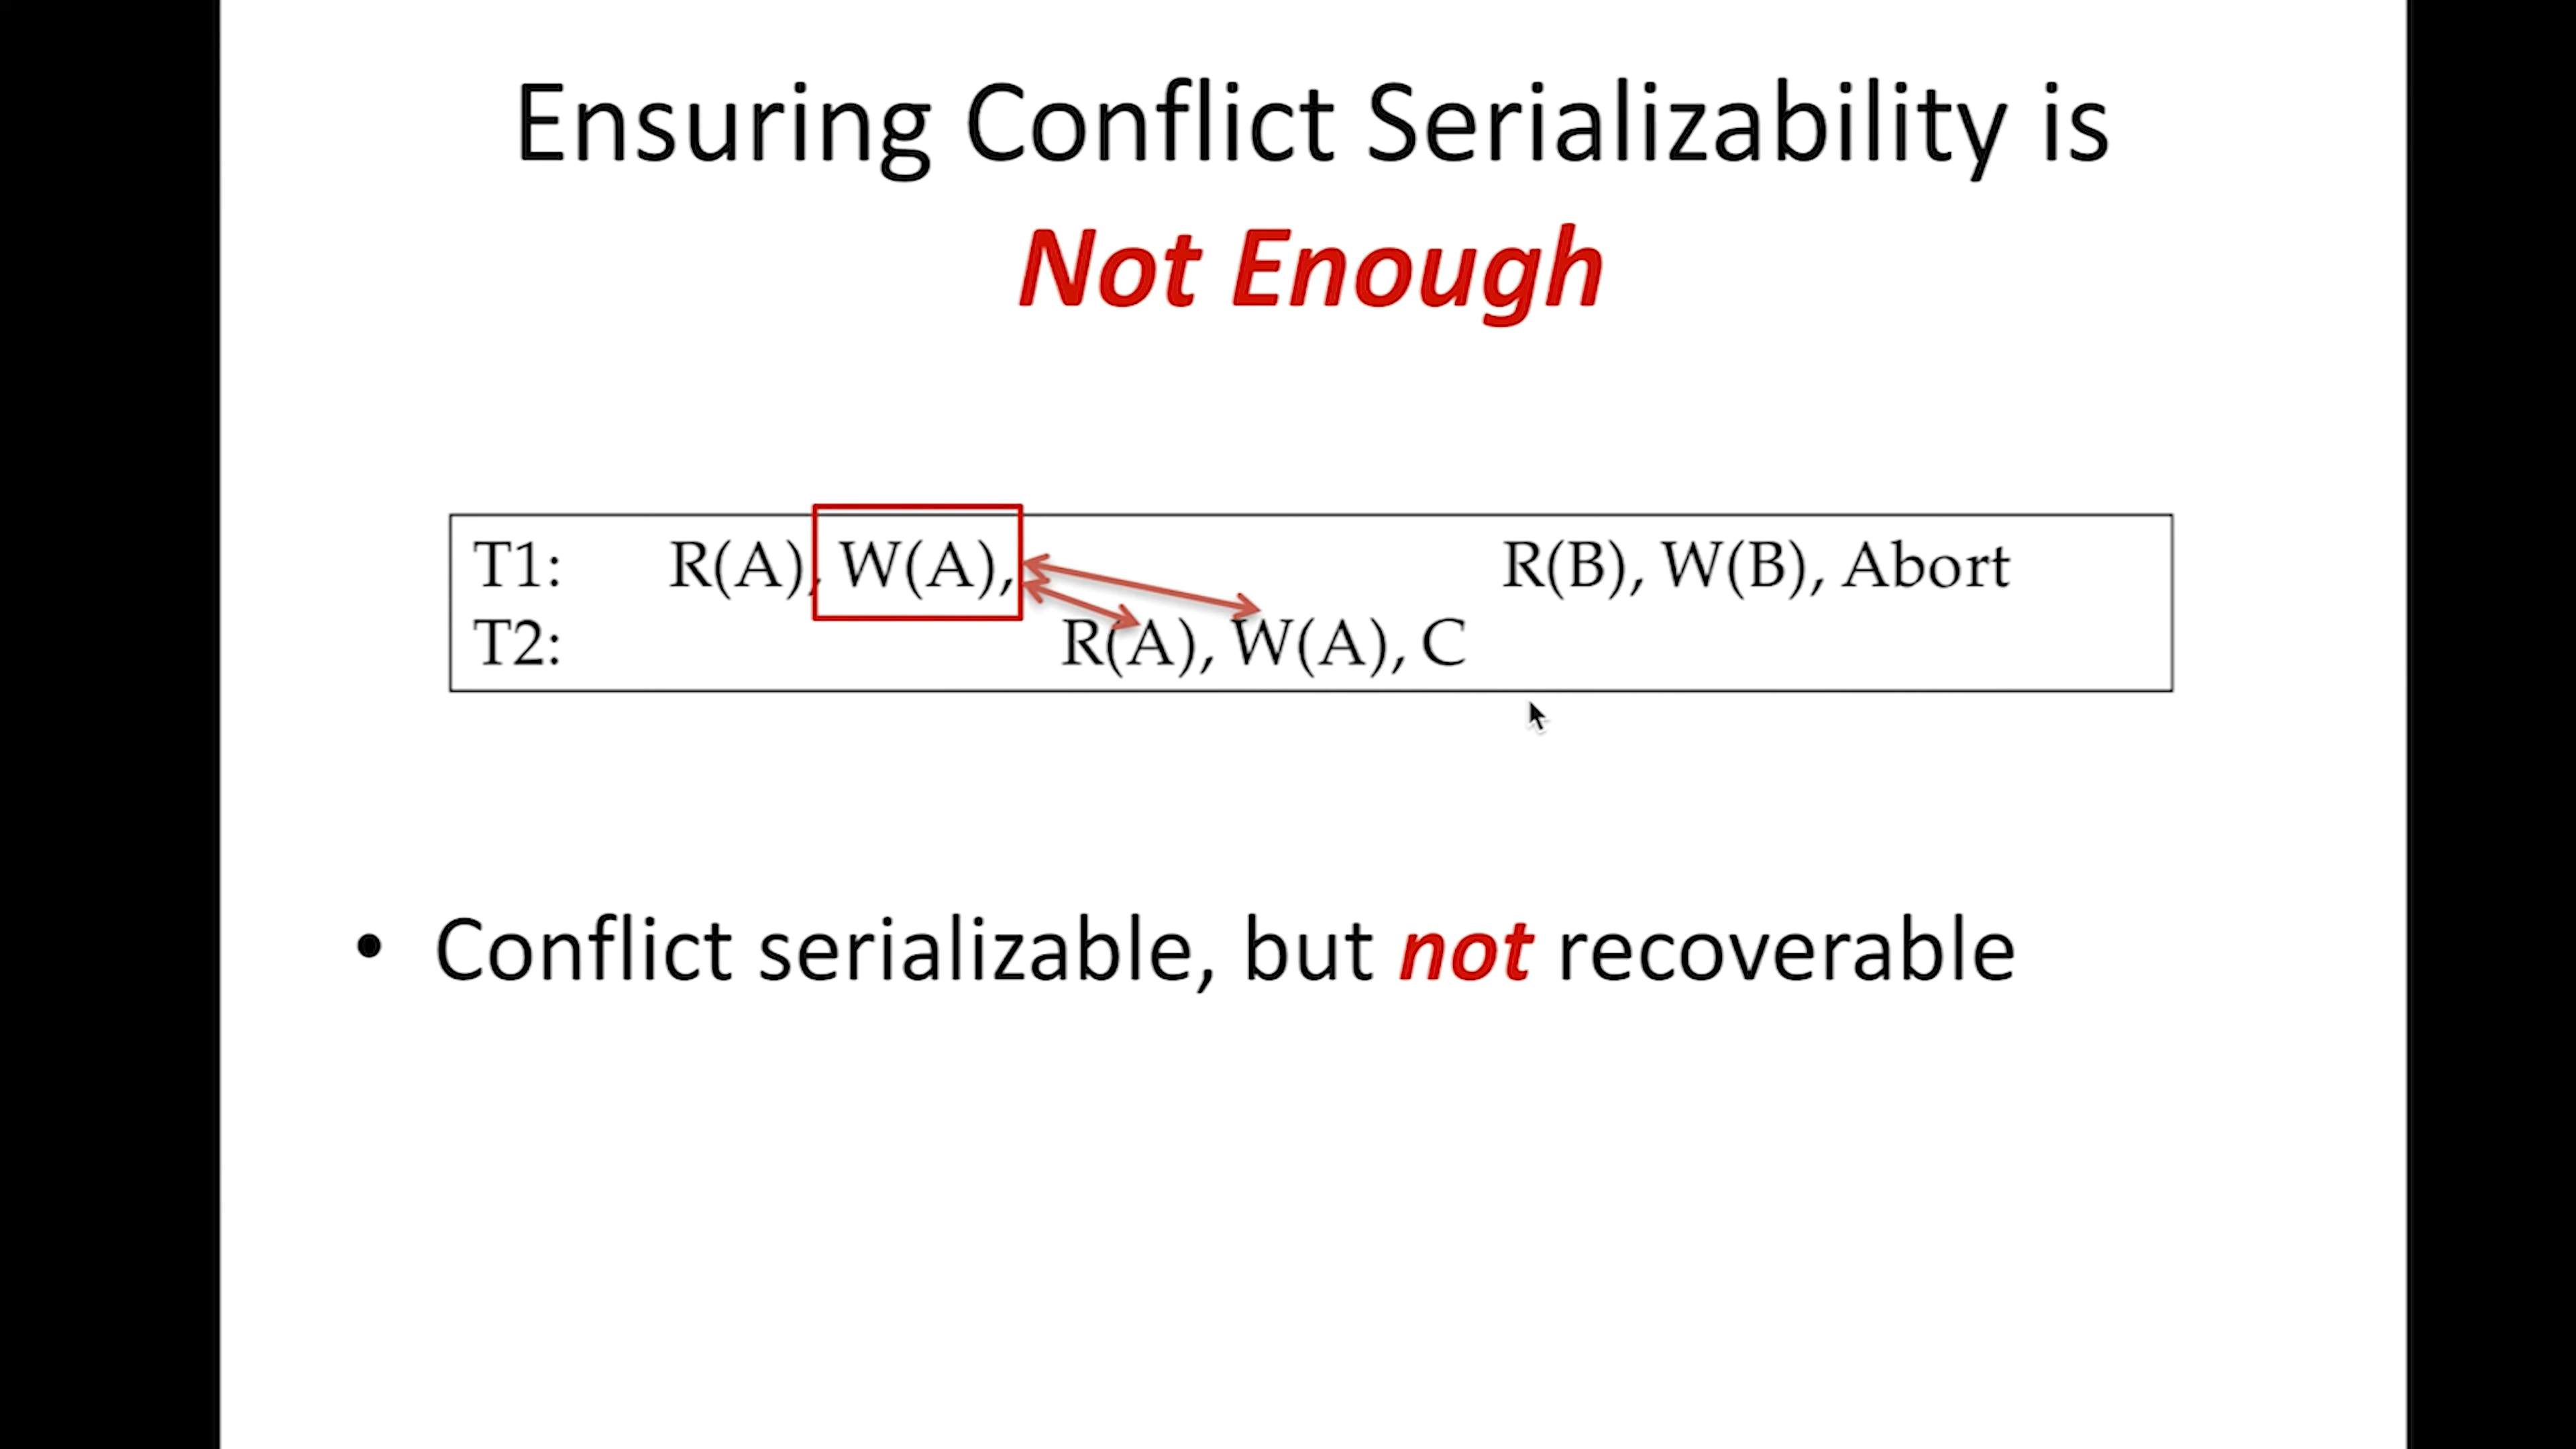 Ensuring Conflict Serializability is
Not Enough
T1: R(A), W(A), R(B), W(B), Abort
T2: R(A), W(A), C
• Conflict serializable, but not recoverable